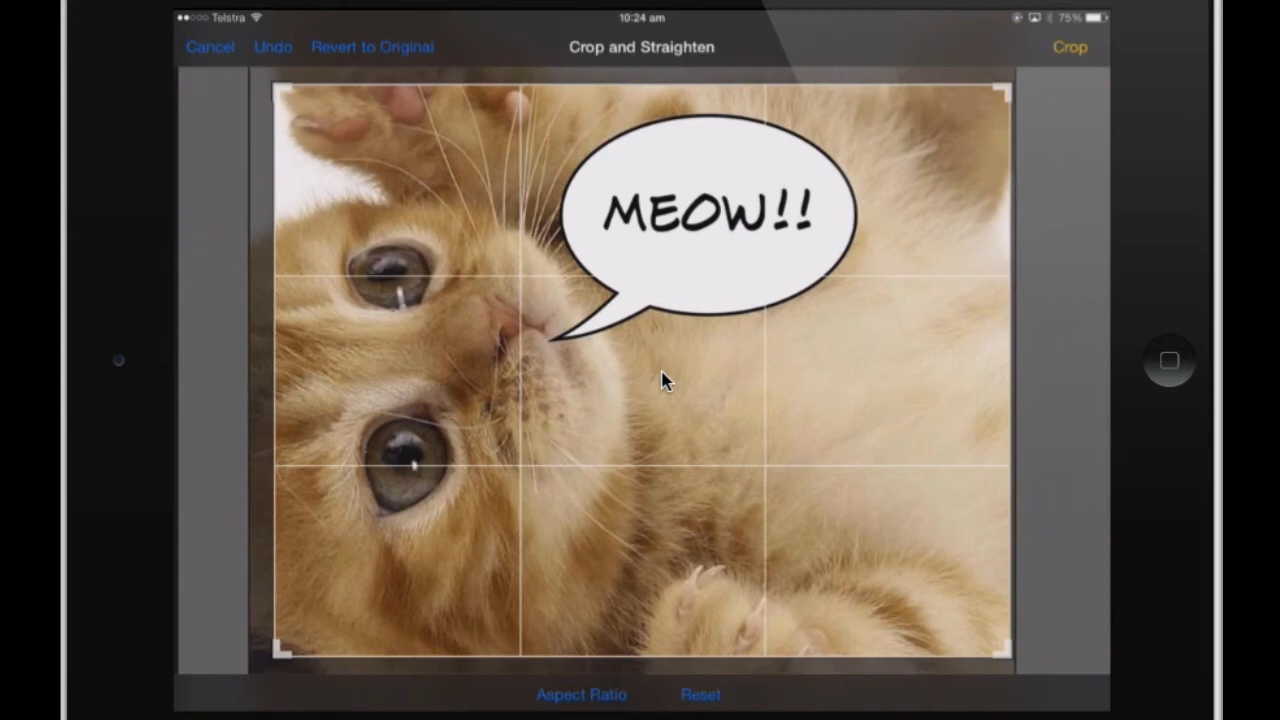 Telstra 10:24 am 75%
Cancel Undo Revert to Original Crop and Straighten Crop
MEOW!!
Aspect Ratio Reset